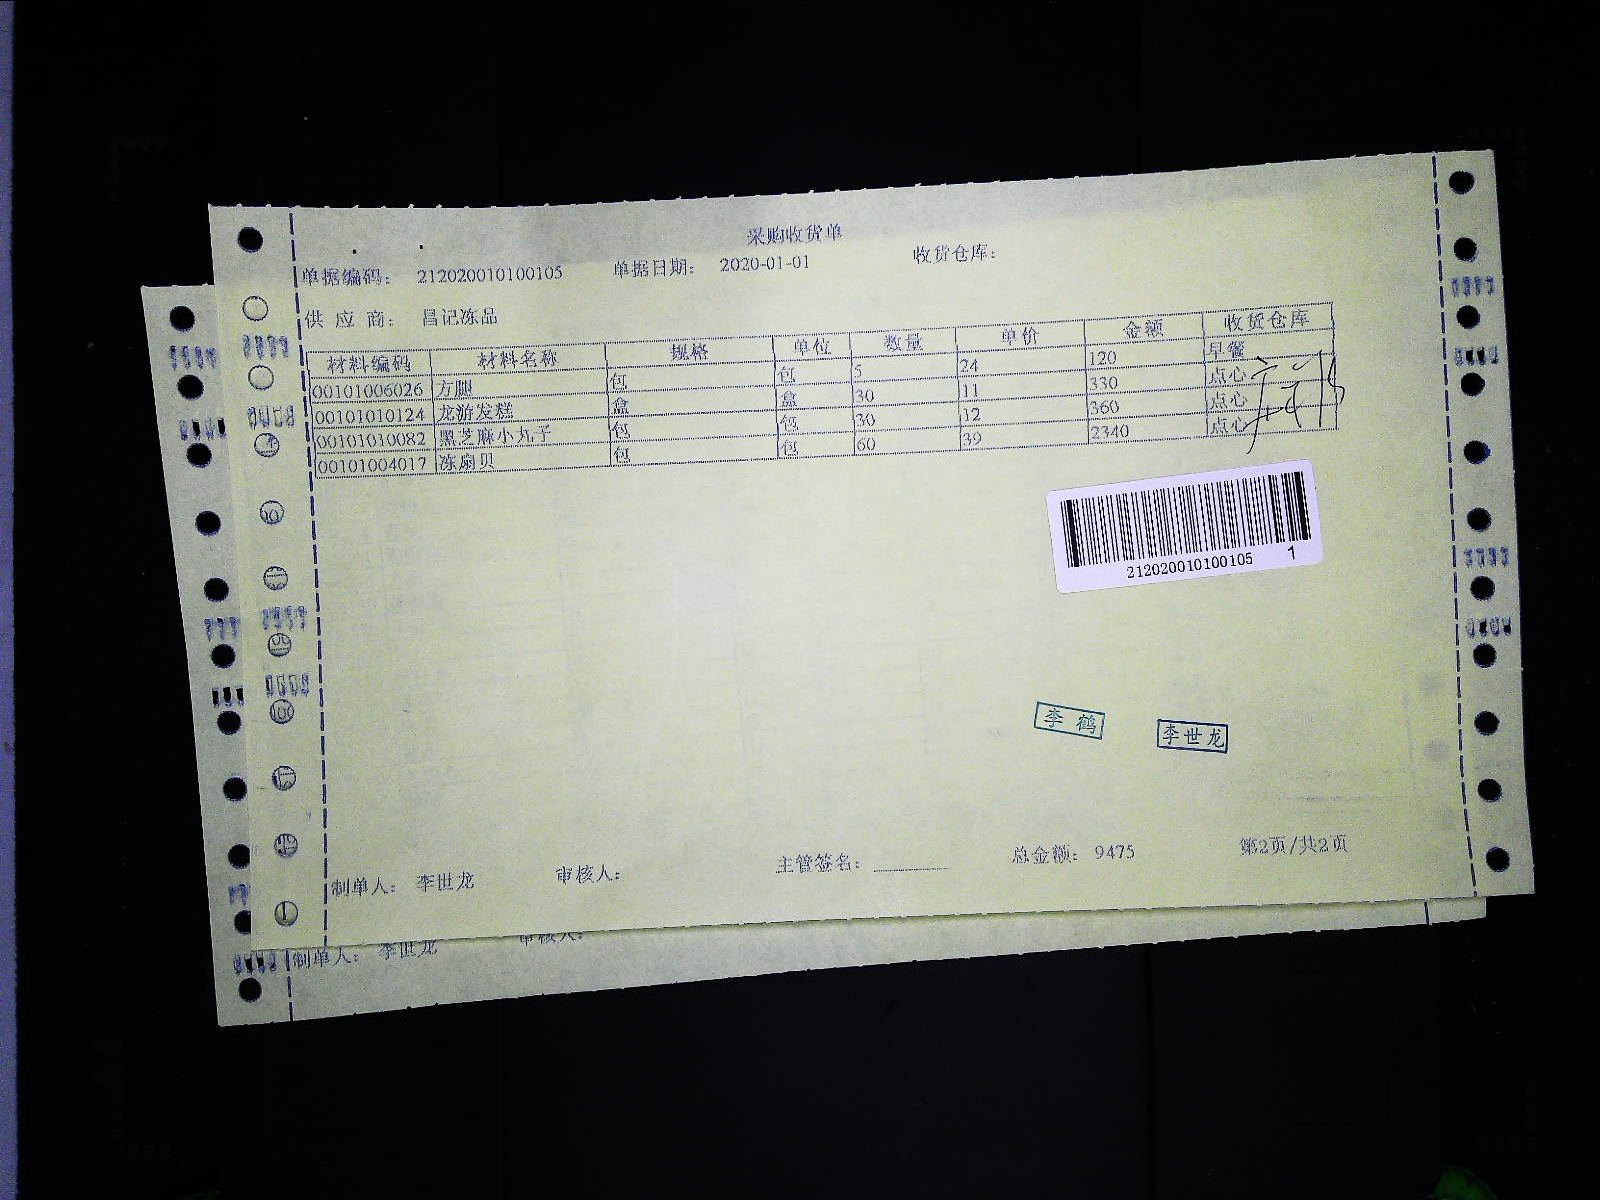 采购收货单
单据编码: 212020010100105 单据日期: 2020-01-01 收货仓库:
供 应 商: 昌记冻品
材料编码 材料名称 规格 单位 数量 单价 金额 收货仓库
00101006026 方腿 包 包 5 24 120 早餐
00101010124 龙游发糕 盒 盒 30 11 330 点心
00101010082 黑芝麻小丸子 包 包 30 12 360 点心
00101004017 冻扇贝 包 包 60 39 2340 点心
212020010100105 1
李 鹤 李世龙
制单人: 李世龙 审核人: 主管签名: 总金额: 9475 第2页/共2页
制单人: 李世龙 审核人: